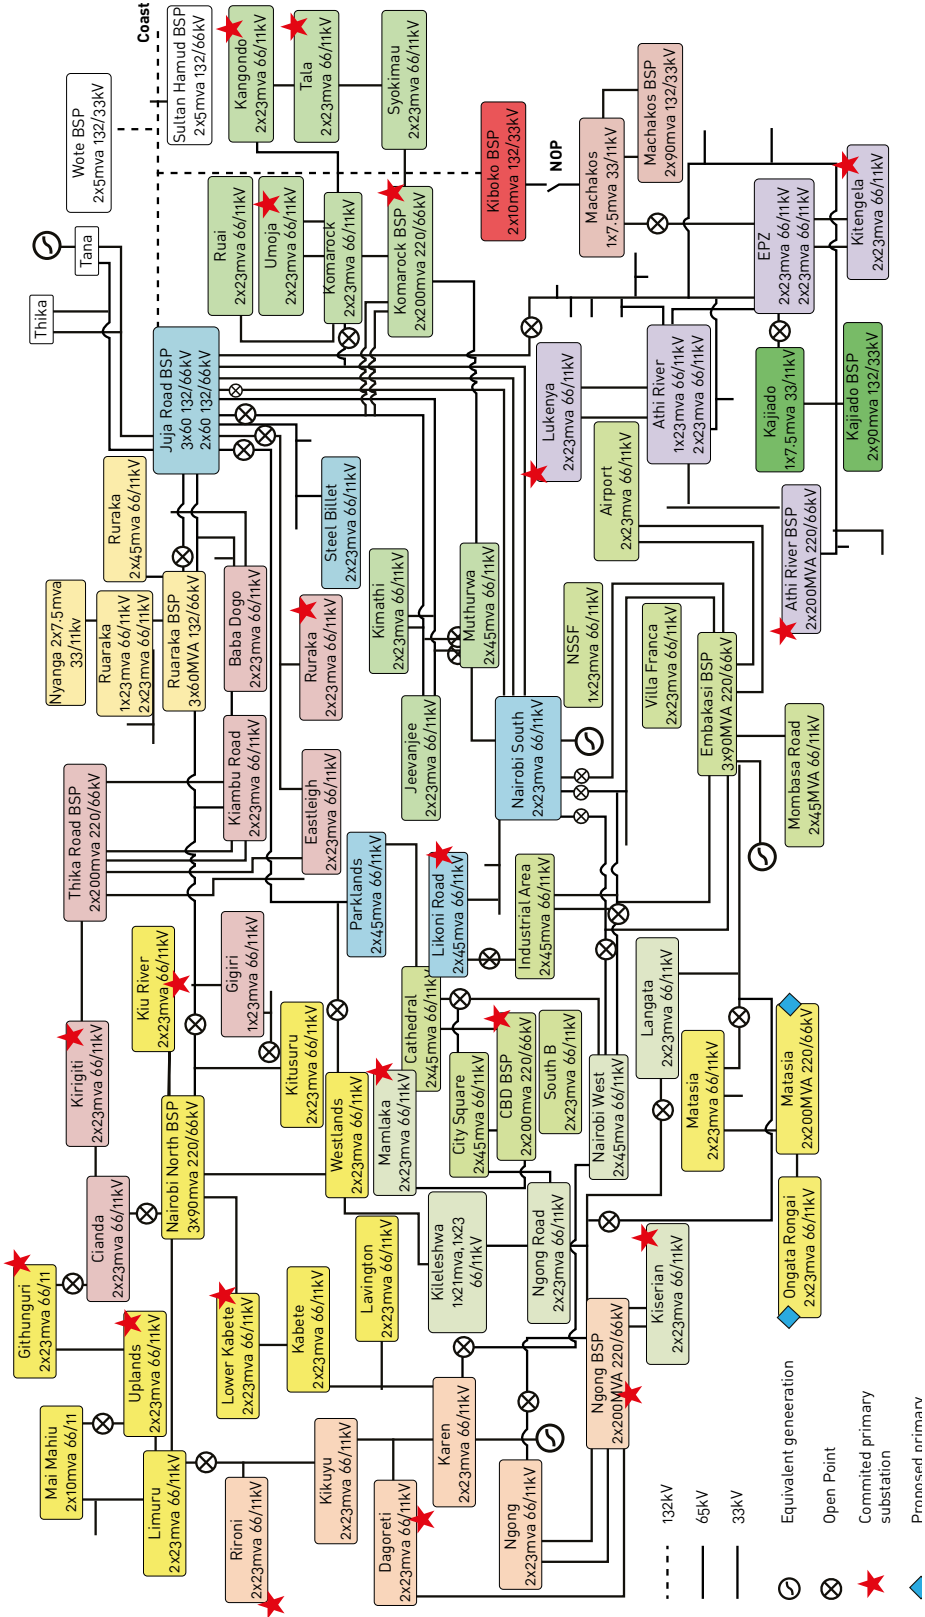 Githunguri
2x23mva 66/11
Mai Mahiu
2x10mva 66/11
Kirigiti
2x23mva 66/11kV
Thika Road BSP
2x200mva 220/66kV
Nyanga 2x7.5mva
33/11kv
Thika
Tana
Wote BSP
2x5mva 132/33kV
Coast
Cianda
2x23mva 66/11kV
Uplands
2x23mva 66/11kV
Kiu River
2x23mva 66/11kV
Ruaraka
1x23mva 66/11kV
2x23mva 66/11kV
Ruraka
2x45mva 66/11kV
Sultan Hamud BSP
2x5mva 132/66kV
Limuru
2x23mva 66/11kV
Nairobi North BSP
3x90mva 220/66kV
Ruaraka BSP
3x60MVA 132/66kV
Juja Road BSP
3x60 132/66kV
2x60 132/66kV
Rironi
2x23mva 66/11kV
Lower Kabete
2x23mva 66/11kV
Gigiri
1x23mva 66/11kV
Kiambu Road
2x23mva 66/11kV
Baba Dogo
2x23mva 66/11kV
Ruai
2x23mva 66/11kV
Kangondo
2x23mva 66/11kV
Kabete
2x23mva 66/11kV
Kitusuru
2x23mva 66/11kV
Eastleigh
2x23mva 66/11kV
Ruraka
2x23mva 66/11kV
Umoja
2x23mva 66/11kV
Tala
2x23mva 66/11kV
Kikuyu
2x23mva 66/11kV
Westlands
2x23mva 66/11kV
Parklands
2x45mva 66/11kV
Steel Billet
2x23mva 66/11kV
Komarock
2x23mva 66/11kV
Lavington
2x23mva 66/11kV
Mamlaka
2x23mva 66/11kV
Kimathi
2x23mva 66/11kV
Komarock BSP
2x200mva 220/66kV
Syokimau
2x23mva 66/11kV
Dagoreti
2x23mva 66/11kV
Kileleshwa
1x21mva,1x23
66/11kV
Cathedral
2x45mva 66/11kV
Likoni Road
2x45mva 66/11kV
Jeevanjee
2x23mva 66/11kV
Muthurwa
2x45mva 66/11kV
Karen
2x23mva 66/11kV
City Square
2x45mva 66/11kV
Kiboko BSP
2x10mva 132/33kV
Ngong
2x23mva 66/11kV
Ngong Road
2x23mva 66/11kV
CBD BSP
2x200mva 220/66kV
Industrial Area
2x45mva 66/11kV
Nairobi South
2x23mva 66/11kV
Lukenya
2x23mva 66/11kV
NOP
South B
2x23mva 66/11kV
NSSF
1x23mva 66/11kV
Airport
2x23mva 66/11kV
Machakos
1x7.5mva 33/11kV
Ngong BSP
2x200MVA 220/66kV
Nairobi West
2x45mva 66/11kV
Machakos BSP
2x90mva 132/33kV
Kiserian
2x23mva 66/11kV
Langata
2x23mva 66/11kV
Villa Franca
2x23mva 66/11kV
Athi River
1x23mva 66/11kV
2x23mva 66/11kV
Matasia
2x23mva 66/11kV
Embakasi BSP
3x90MVA 220/66kV
EPZ
2x23mva 66/11kV
2x23mva 66/11kV
Ongata Rongai
2x23mva 66/11kV
Matasia
2x200MVA 220/66kV
Mombasa Road
2x45MVA 66/11kV
Athi River BSP
2x200MVA 220/66kV
Kajiado
1x7.5mva 33/11kV
Kajiado BSP
2x90mva 132/33kV
Kitengela
2x23mva 66/11kV
132kV
65kV
33kV
Equivalent geneeration
Open Point
Commited primary
substation
Proposed primary